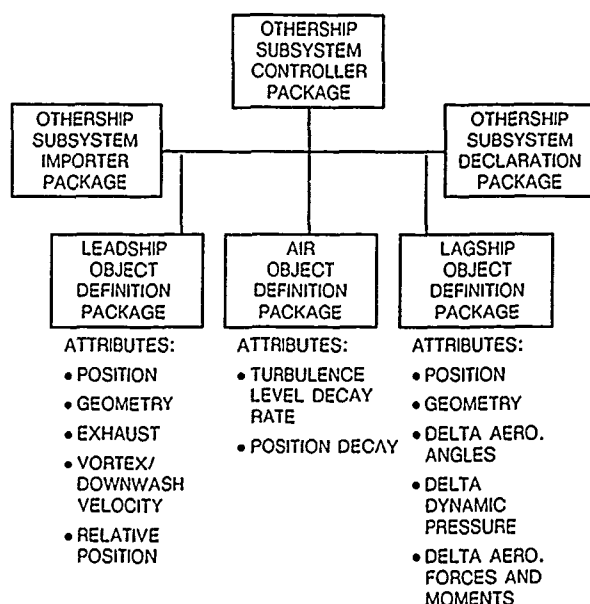 OTHERSHIP
SUBSYSTEM
CONTROLLER
PACKAGE
OTHERSHIP
SUBSYSTEM
IMPORTER
PACKAGE
OTHERSHIP
SUBSYSTEM
DECLARATION
PACKAGE
LEADSHIP
OBJECT
DEFINITION
PACKAGE
ATTRIBUTES:
• POSITION
• GEOMETRY
• EXHAUST
• VORTEX/
DOWNWASH
VELOCITY
• RELATIVE
POSITION
AIR
OBJECT
DEFINITION
PACKAGE
ATTRIBUTES:
• TURBULENCE
LEVEL DECAY
RATE
• POSITION DECAY
LAGSHIP
OBJECT
DEFINITION
PACKAGE
ATTRIBUTES:
• POSITION
• GEOMETRY
• DELTA AERO.
ANGLES
• DELTA
DYNAMIC
PRESSURE
• DELTA AERO.
FORCES AND
MOMENTS